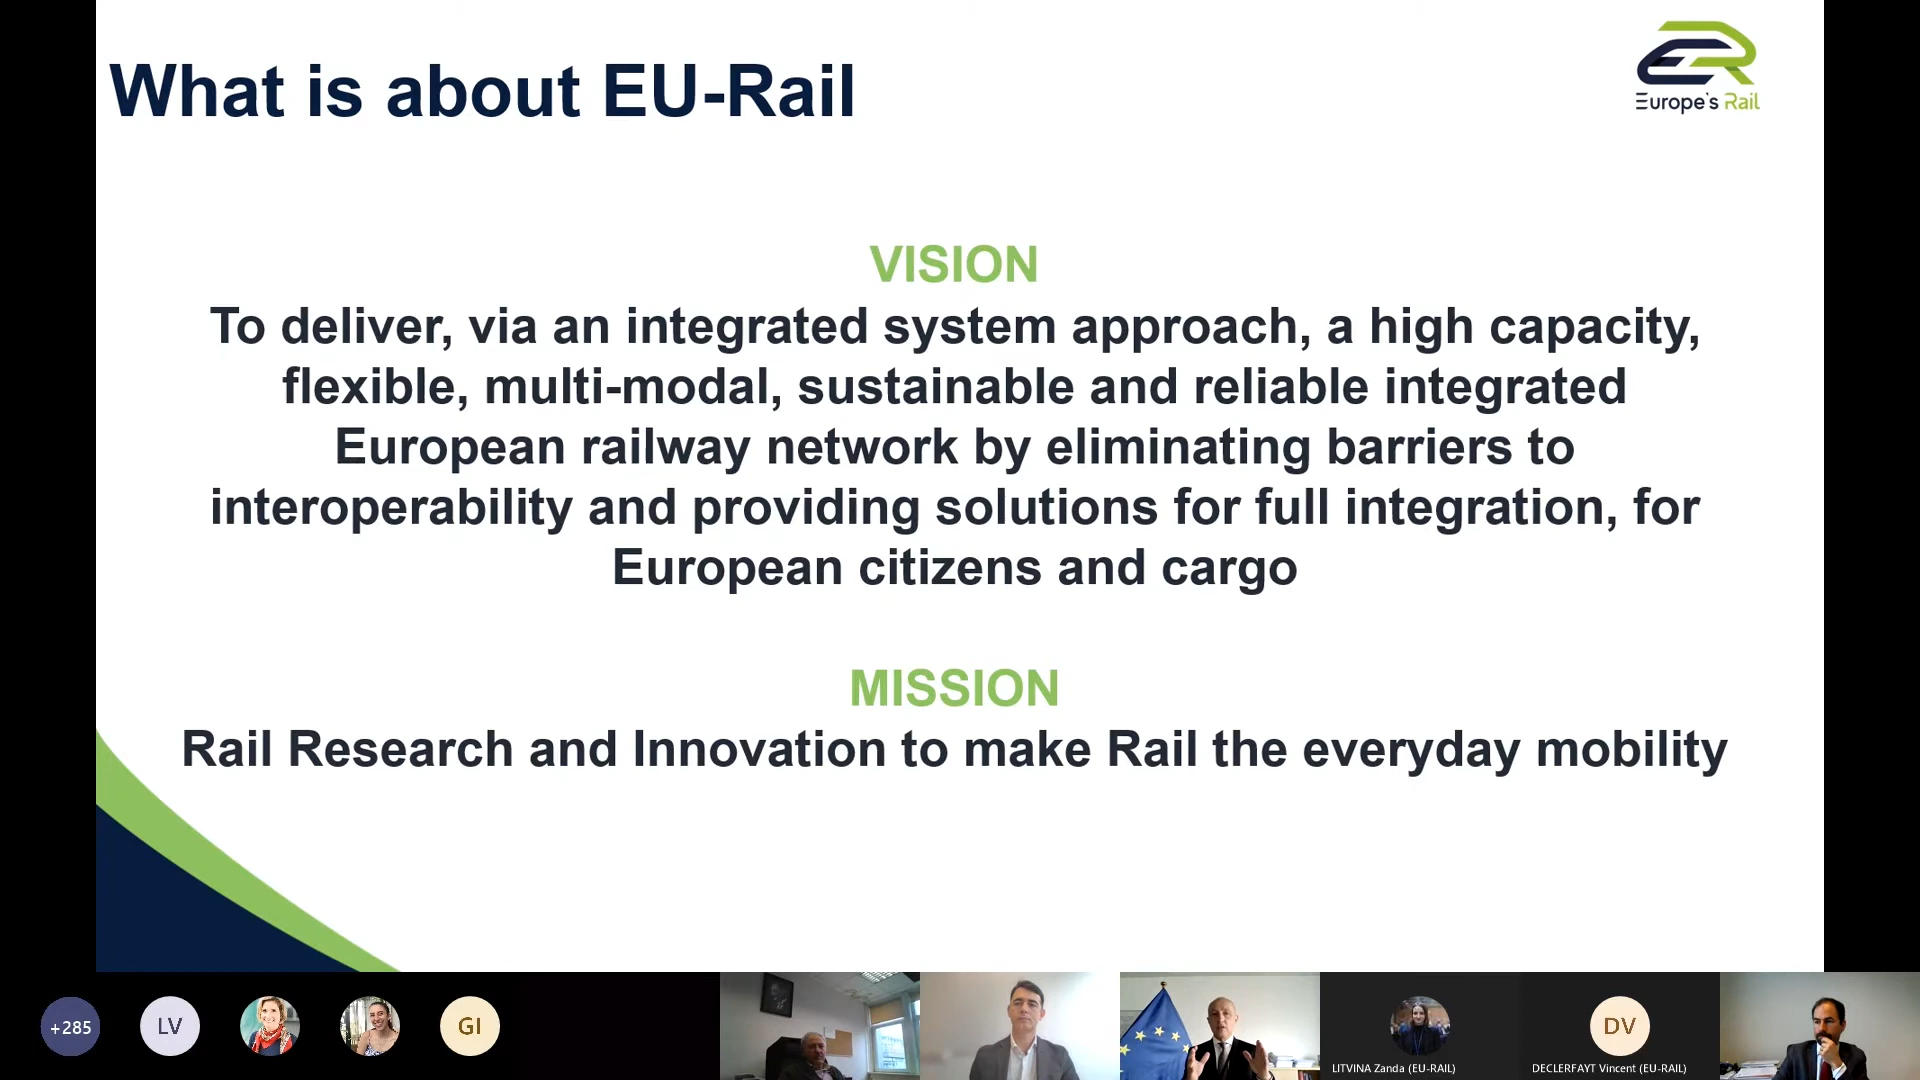 What is about EU-Rail
Europe's Rail
VISION
To deliver, via an integrated system approach, a high capacity,
flexible, multi-modal, sustainable and reliable integrated
European railway network by eliminating barriers to
interoperability and providing solutions for full integration, for
European citizens and cargo
MISSION
Rail Research and Innovation to make Rail the everyday mobility
+285
LV
GI
DV
LITVINA Zanda (EU-RAIL)
DECLERFAYT Vincent (EU-RAIL)